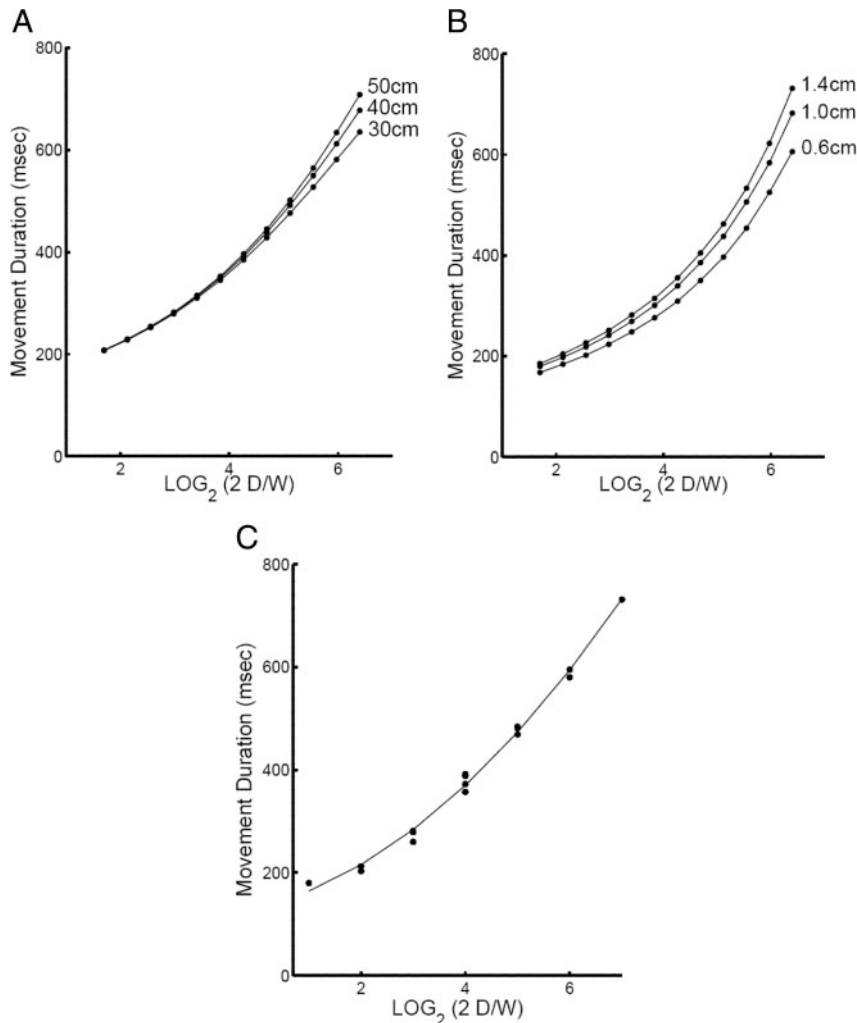 A
800
600
400
200
0
Movement Duration (msec)
50cm
40cm
30cm
2 4 6
LOG2 (2 D/W)
B
800
600
400
200
0
Movement Duration (msec)
1.4cm
1.0cm
0.6cm
2 4 6
LOG2 (2 D/W)
C
800
600
400
200
0
Movement Duration (msec)
2 4 6
LOG2 (2 D/W)